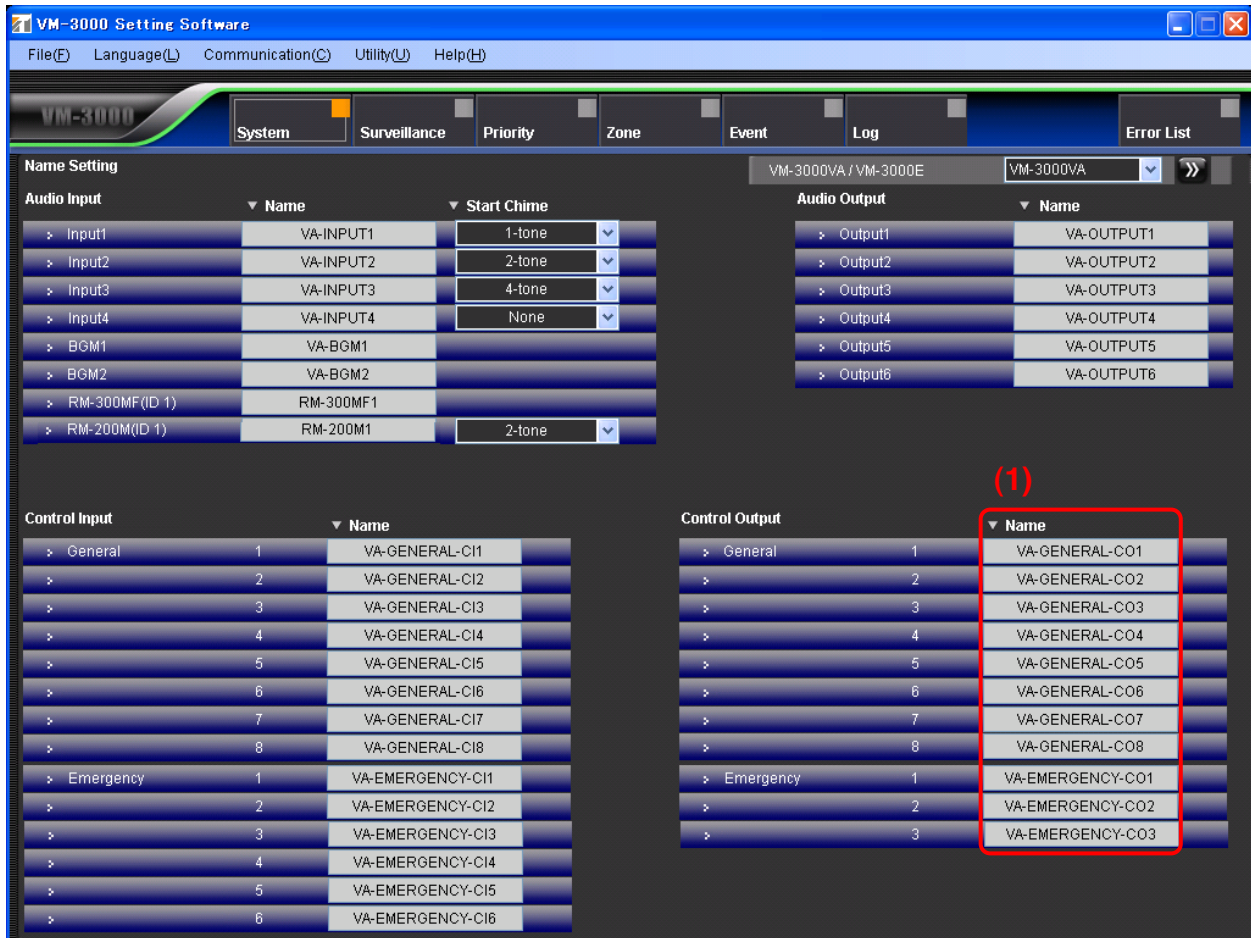 VM-3000 Setting Software
File(F) Language(L) Communication(C) Utility(U) Help(H)
VM-3000
System Surveillance Priority Zone Event Log Error List
Name Setting
VM-3000VA / VM-3000E VM-3000VA
Audio Input
▼ Name ▼ Start Chime
Input1 VA-INPUT1 1-tone
Input2 VA-INPUT2 2-tone
Input3 VA-INPUT3 4-tone
Input4 VA-INPUT4 None
BGM1 VA-BGM1
BGM2 VA-BGM2
RM-300MF(ID 1) RM-300MF1
RM-200M(ID 1) RM-200M1 2-tone
Audio Output
▼ Name
Output1 VA-OUTPUT1
Output2 VA-OUTPUT2
Output3 VA-OUTPUT3
Output4 VA-OUTPUT4
Output5 VA-OUTPUT5
Output6 VA-OUTPUT6
Control Input
▼ Name
General 1 VA-GENERAL-CI1
2 VA-GENERAL-CI2
3 VA-GENERAL-CI3
4 VA-GENERAL-CI4
5 VA-GENERAL-CI5
6 VA-GENERAL-CI6
7 VA-GENERAL-CI7
8 VA-GENERAL-CI8
Emergency 1 VA-EMERGENCY-CI1
2 VA-EMERGENCY-CI2
3 VA-EMERGENCY-CI3
4 VA-EMERGENCY-CI4
5 VA-EMERGENCY-CI5
6 VA-EMERGENCY-CI6
(1)
Control Output
▼ Name
General 1 VA-GENERAL-CO1
2 VA-GENERAL-CO2
3 VA-GENERAL-CO3
4 VA-GENERAL-CO4
5 VA-GENERAL-CO5
6 VA-GENERAL-CO6
7 VA-GENERAL-CO7
8 VA-GENERAL-CO8
Emergency 1 VA-EMERGENCY-CO1
2 VA-EMERGENCY-CO2
3 VA-EMERGENCY-CO3